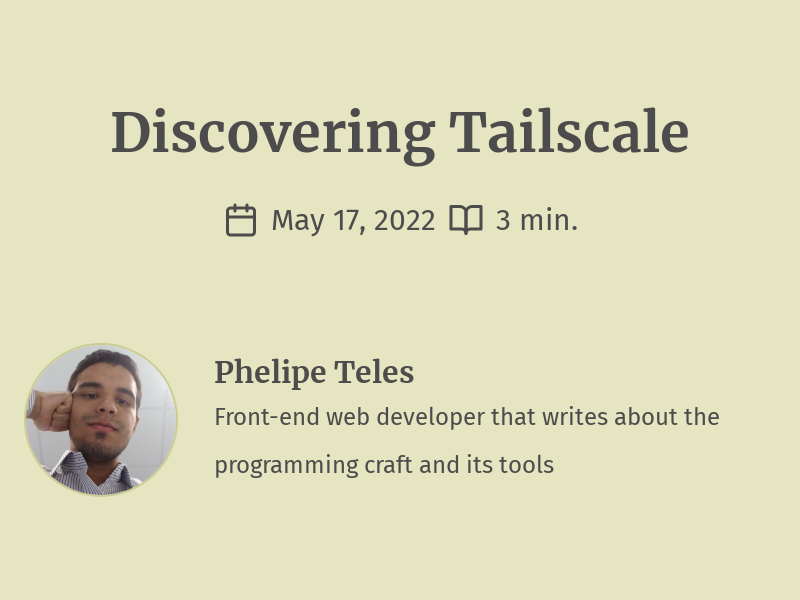 Discovering Tailscale
May 17, 2022 3 min.
Phelipe Teles
Front-end web developer that writes about the
programming craft and its tools